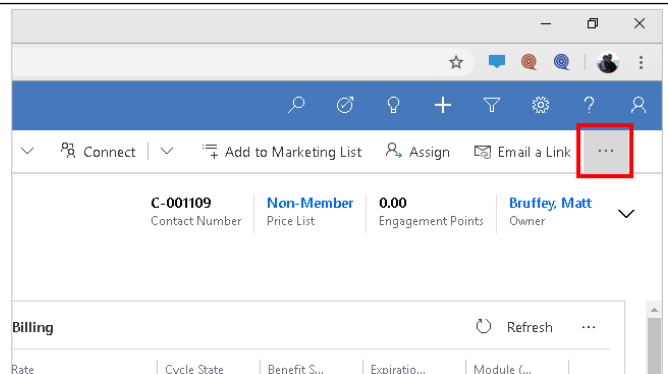 Connect Add to Marketing List Assign Email a Link ...
C-001109 Non-Member 0.00 Bruffey, Matt
Contact Number Price List Engagement Points Owner
Billing Refresh ...
Rate Cycle State Benefit S... Expiratio... Module (...